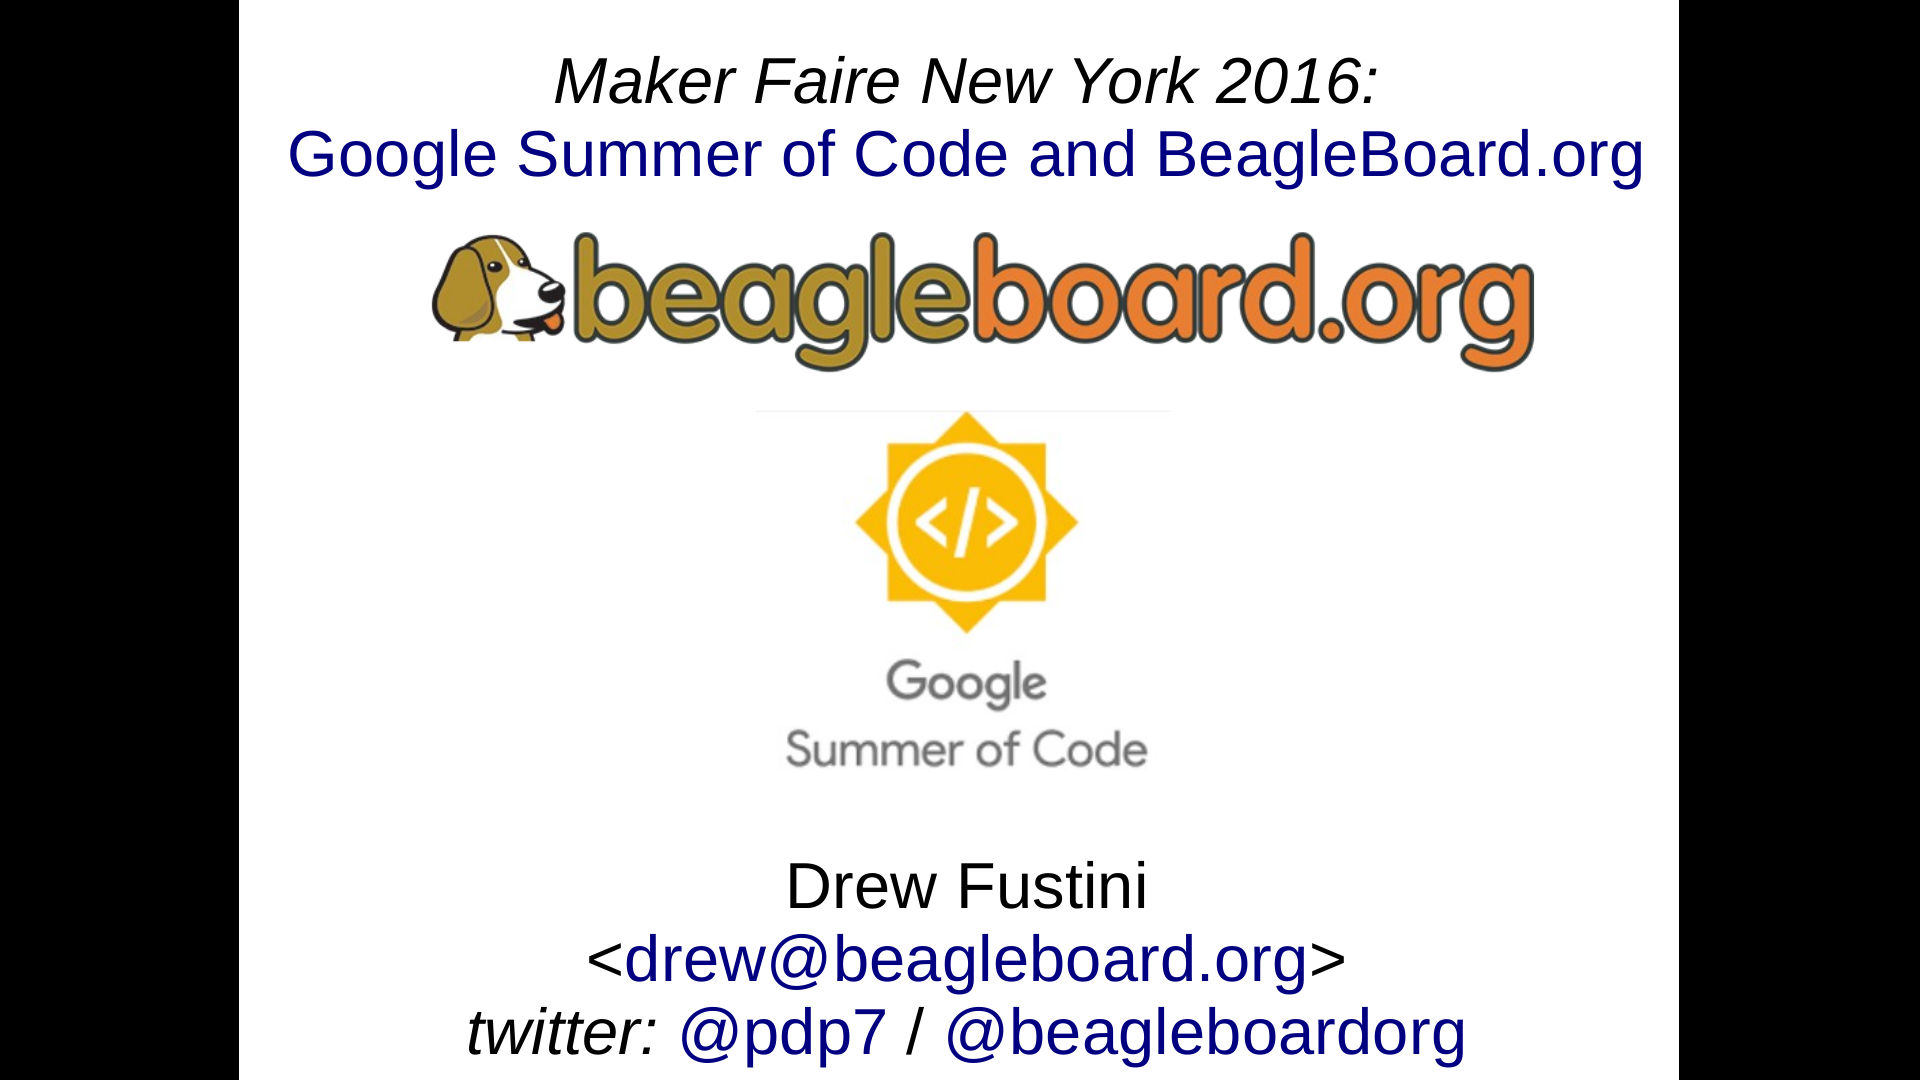 Maker Faire New York 2016:
Google Summer of Code and BeagleBoard.org
beagleboard.org
</>
Google
Summer of Code
Drew Fustini
<drew@beagleboard.org>
twitter: @pdp7 / @beagleboardorg